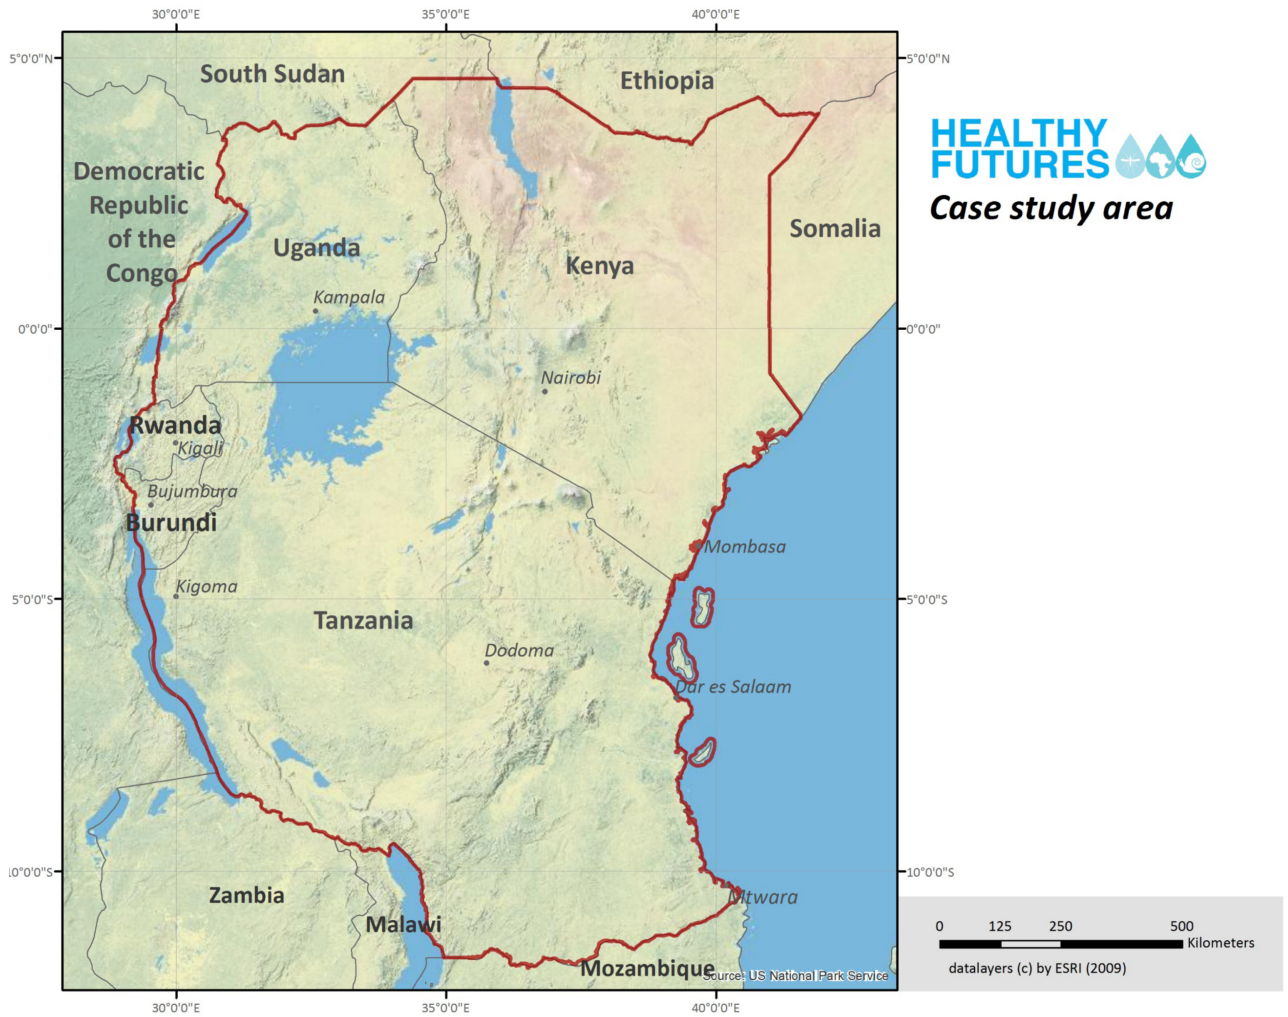 30°0'0"E 35°0'0"E 40°0'0"E
5°0'0"N 5°0'0"N
South Sudan
Ethiopia
HEALTHY
FUTURES
Case study area
Democratic
Republic
of the
Congo
Somalia
Uganda
Kenya
Kampala
0°0'0" 0°0'0"
Nairobi
Rwanda
Kigali
Bujumbura
Burundi
Mombasa
Kigoma
5°0'0"S 5°0'0"S
Tanzania
Dodoma
Dar es Salaam
10°0'0"S 10°0'0"S
Zambia
Mtwara
Malawi
Mozambique
Source: US National Park Service
0 125 250 500
Kilometers
datalayers (c) by ESRI (2009)
30°0'0"E 35°0'0"E 40°0'0"E